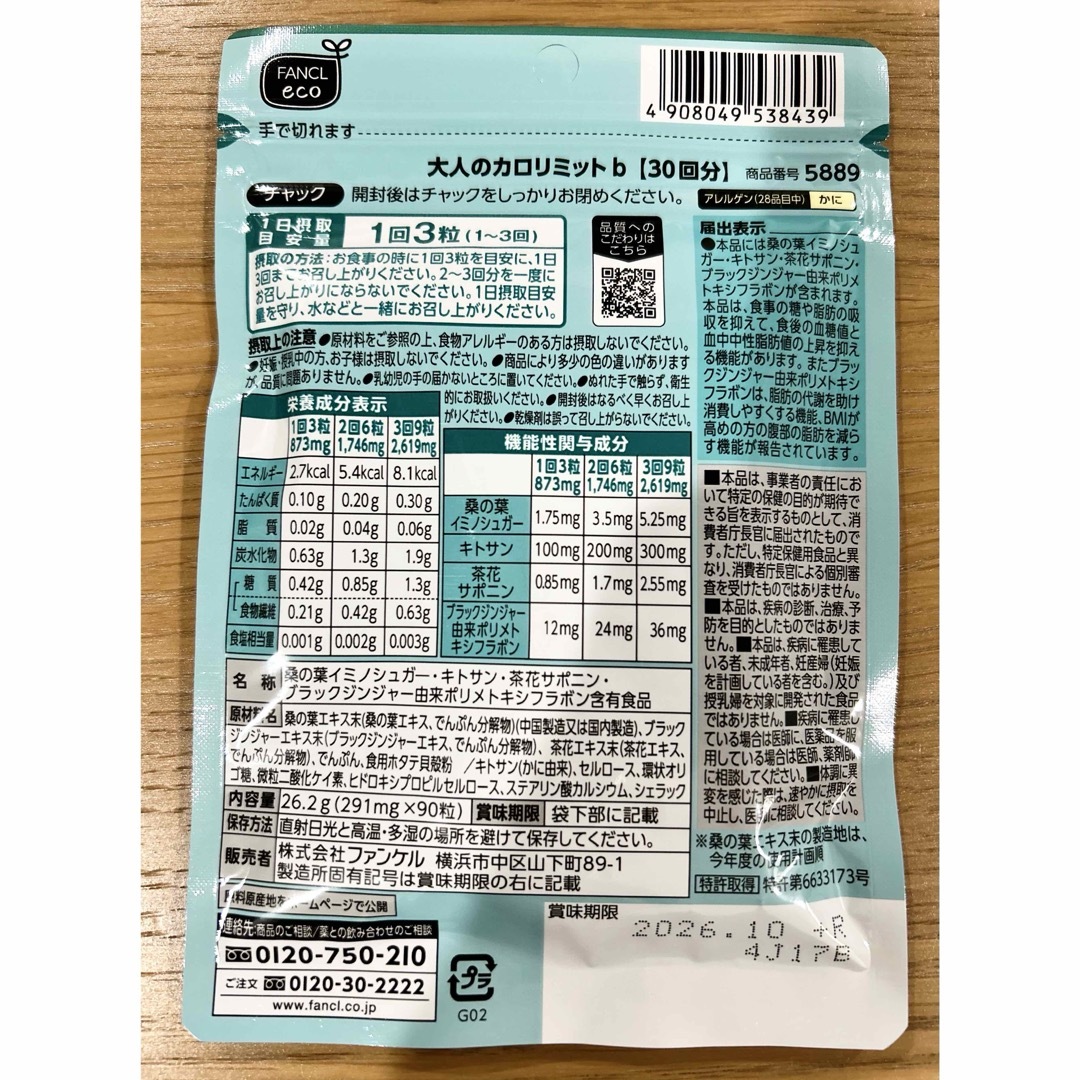 FANCL
eco
4 908049 538439
手で切れます
大人のカロリミット b【30回分】 商品番号 5889
チャック 開封後はチャックをしっかりお閉めください。
アレルゲン(28品目中) かに
1日摂取
目安量
1回3粒(1~3回)
摂取の方法:お食事の時に1回3粒を目安に、1日
3回までお召し上がりください。2~3回分を一度に
お召し上がりにならないでください。1日摂取目安
量を守り、水などと一緒にお召し上がりください。
品質への
こだわりは
こちら
届出表示
●本品には桑の葉イミノシュ
ガー・キトサン・茶花サポニン・
ブラックジンジャー由来ポリメト
キシフラボンが含まれます。
本品は、食事の糖や脂肪の吸
収を抑えて、食後の血糖値と
血中中性脂肪値の上昇を抑え
る機能があります。またブラッ
クジンジャー由来ポリメトキシ
フラボンは、脂肪の代謝を助け
消費しやすくする機能、BMIが
高めの方の腹部の脂肪を減ら
す機能が報告されています。
摂取上の注意 ●原材料をご参照の上、食物アレルギーのある方は摂取しないでください。
●妊娠・授乳中の方、お子様は摂取しないでください。●商品により多少の色の違いがあります
が、品質に問題ありません。●乳幼児の手の届かないところに置いてください。●ぬれた手で触らず、衛生
的にお取扱いください。●開封後はなるべく早くお召し上
がりください。●乾燥剤は誤って召し上がらないでください。
栄養成分表示
1回3粒 2回6粒 3回9粒
873mg 1,746mg 2,619mg
エネルギー 2.7kcal 5.4kcal 8.1kcal
たんぱく質 0.10g 0.20g 0.30g
脂質 0.02g 0.04g 0.06g
炭水化物 0.63g 1.3g 1.9g
糖質 0.42g 0.85g 1.3g
食物繊維 0.21g 0.42g 0.63g
食塩相当量 0.001g 0.002g 0.003g
機能性関与成分
1回3粒 2回6粒 3回9粒
873mg 1,746mg 2,619mg
桑の葉
イミノシュガー 1.75mg 3.5mg 5.25mg
キトサン 100mg 200mg 300mg
茶花
サポニン 0.85mg 1.7mg 2.55mg
ブラックジンジャー
由来ポリメト
キシフラボン 12mg 24mg 36mg
■本品は、事業者の責任にお
いて特定の保健の目的が期待で
きる旨を表示するものとして、消
費者庁長官に届出されたもので
す。ただし、特定保健用食品と異
なり、消費者庁長官による個別審
査を受けたものではありません。
■本品は、疾病の診断、治療、予
防を目的としたものではありま
せん。■本品は、疾病に罹患して
いる者、未成年者、妊産婦(妊娠
を計画している者を含む。)及び
授乳婦を対象に開発された食品
ではありません。■疾病に罹患し
ている場合は医師に、医薬品を服
用している場合は医師、薬剤師
に相談してください。■体調に異
変を感じた際は、速やかに摂取を
中止し、医師に相談してください。
※桑の葉エキス末の製造地は、
今年度の使用計画順
特許取得 特許第6633173号
名称 桑の葉イミノシュガー・キトサン・茶花サポニン・
ブラックジンジャー由来ポリメトキシフラボン含有食品
原材料名 桑の葉エキス末(桑の葉エキス、でんぷん分解物)(中国製造又は国内製造)、ブラック
ジンジャーエキス末(ブラックジンジャーエキス、でんぷん分解物)、茶花エキス末(茶花エキス、
でんぷん分解物)、でんぷん、食用ホタテ貝殻粉 /キトサン(かに由来)、セルロース、環状オリ
ゴ糖、微粒二酸化ケイ素、ヒドロキシプロピルセルロース、ステアリン酸カルシウム、シェラック
内容量 26.2g(291mg×90粒) 賞味期限 袋下部に記載
保存方法 直射日光と高温・多湿の場所を避けて保存してください。
販売者 株式会社ファンケル 横浜市中区山下町89-1
製造所固有記号は賞味期限の右に記載
原料原産地をホームページで公開
連絡先:商品のご相談/薬との飲み合わせのご相談
0120-750-210
ご注文 0120-30-2222
www.fancl.co.jp
プラ
G02
賞味期限
2026.10 4R
4J17B